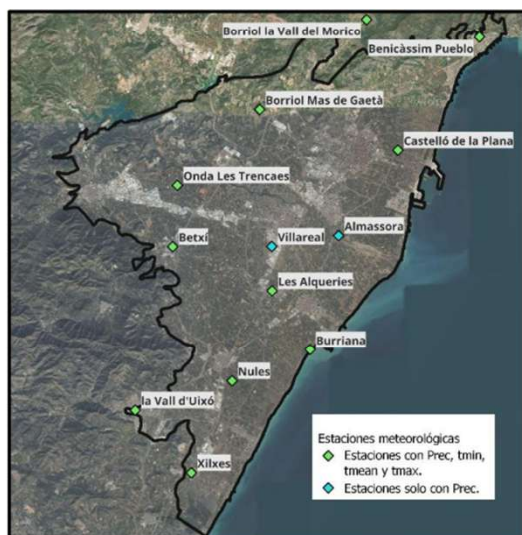 Borriol la Vall del Morico
Benicàssim Pueblo
Borriol Mas de Gaetà
Castelló de la Plana
Onda Les Trencaes
Almassora
Betxí
Villareal
Les Alqueries
Burriana
Nules
la Vall d'Uixó
Xilxes
Estaciones meteorológicas
Estaciones con Prec, tmin,
tmean y tmax.
Estaciones solo con Prec.